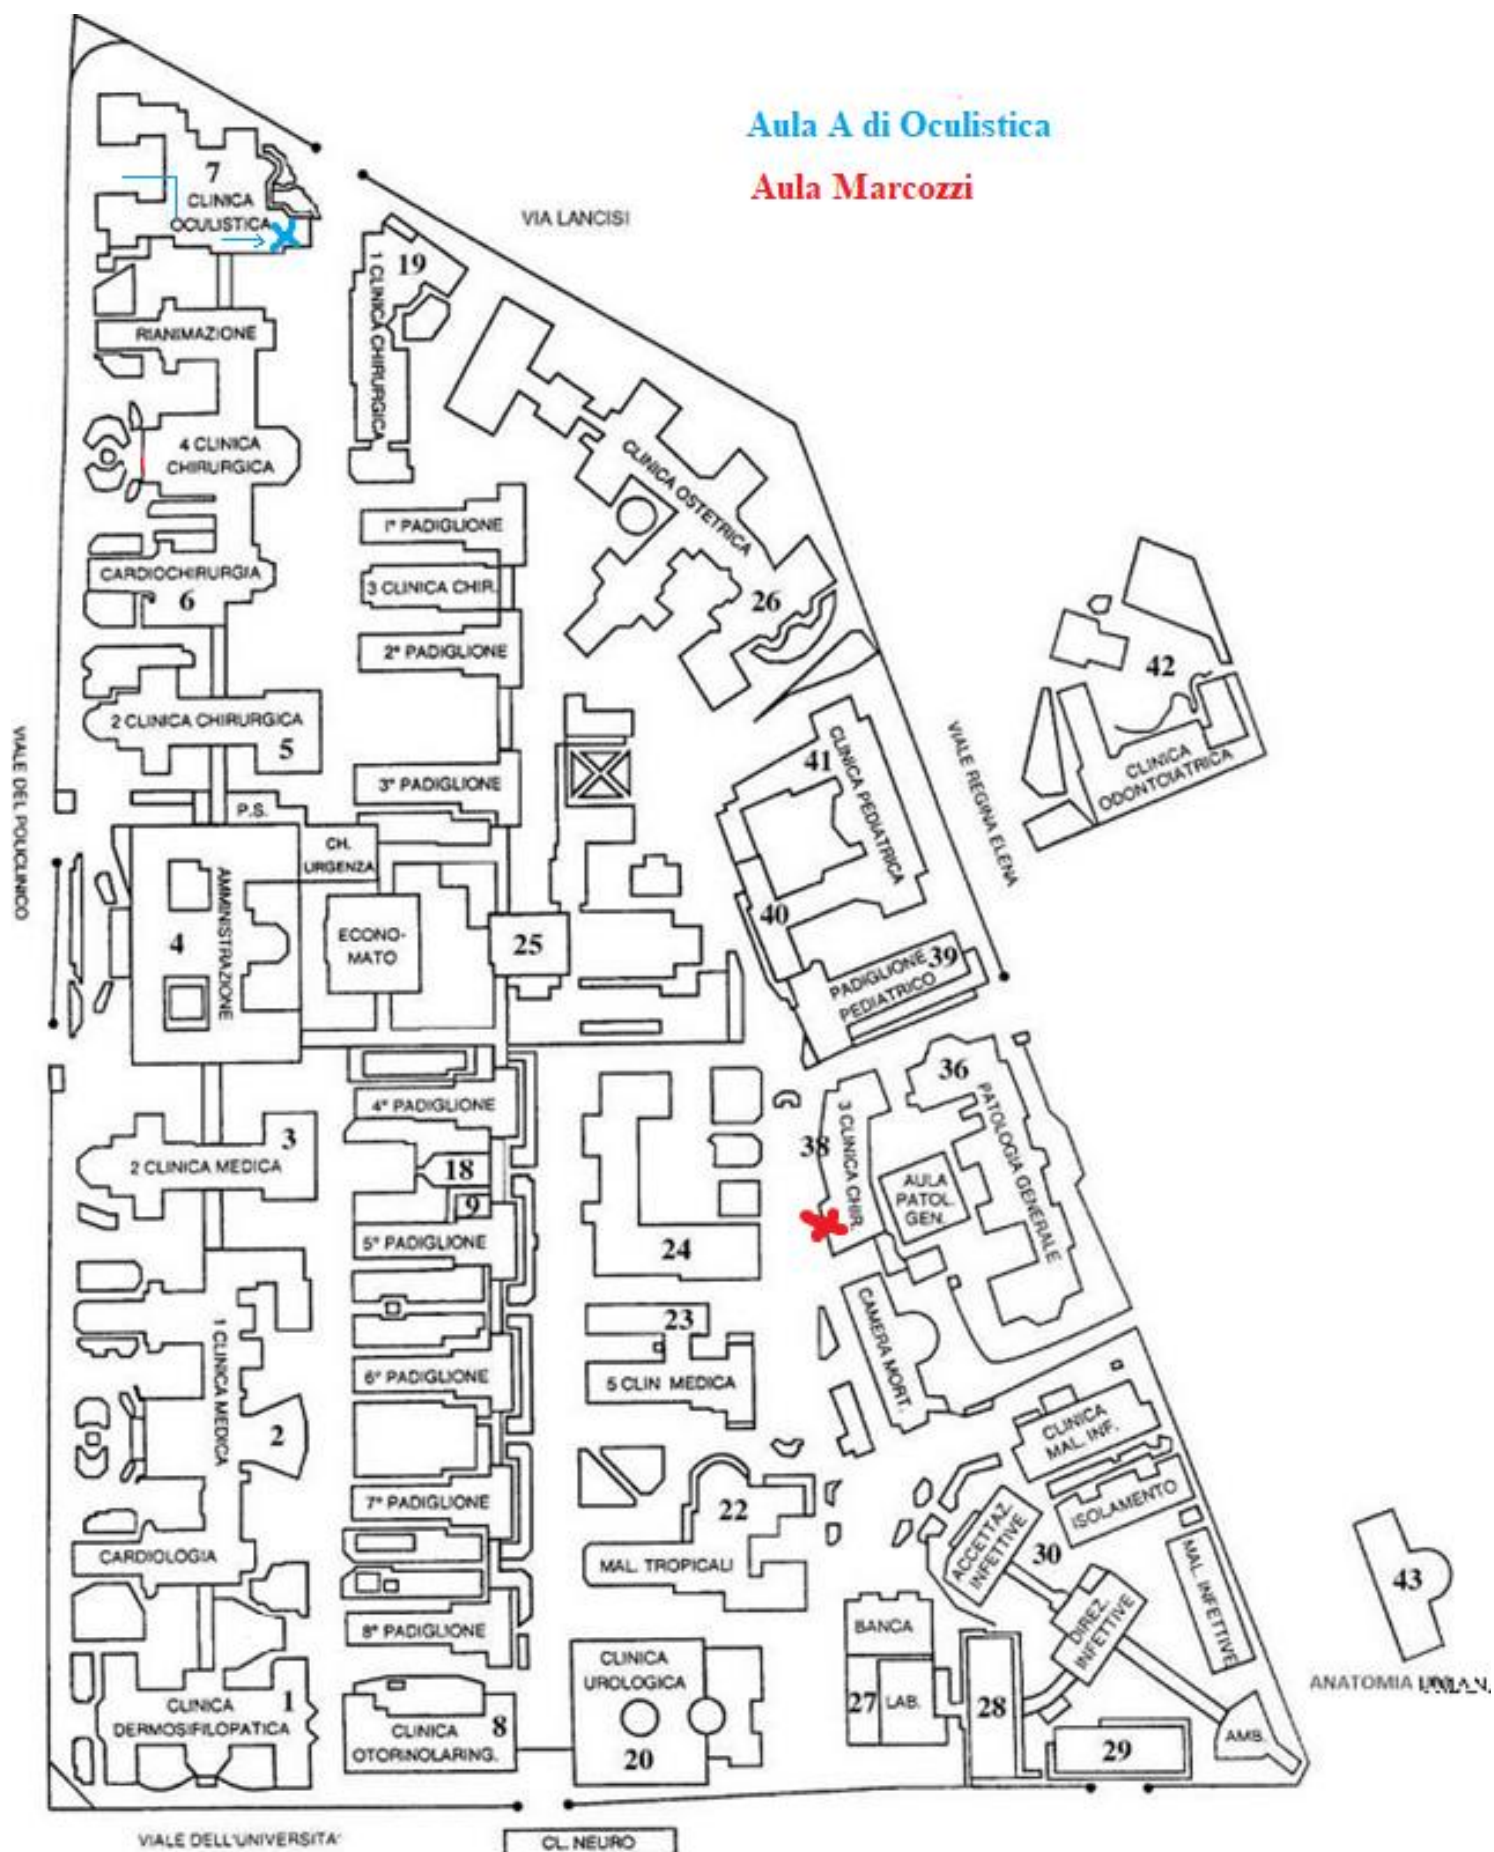 Aula A di Oculistica
Aula Marcozzi
VIA LANCISI
7
CLINICA
OCULISTICA
19
1 CLINICA CHIRURGICA
RIANIMAZIONE
4 CLINICA
CHIRURGICA
CLINICA OSTETRICA
1° PADIGLIONE
CARDIOCHIRURGIA
6
3 CLINICA CHIR.
26
2° PADIGLIONE
42
CLINICA
ODONTOIATRICA
2 CLINICA CHIRURGICA
5
VIALE DEL POLICLINICO
VIALE REGINA ELENA
41
CLINICA PEDIATRICA
3° PADIGLIONE
P.S.
CH.
URGENZA
AMMINISTRAZIONE
4
ECONO-
MATO
25
40
39
PADIGLIONE
PEDIATRICO
36
PATOLOGIA GENERALE
4° PADIGLIONE
38
3 CLINICA CHIR.
3
2 CLINICA MEDICA
18
9
AULA
PATOL.
GEN.
5° PADIGLIONE
24
23
CAMERA MORT.
1 CLINICA MEDICA
6° PADIGLIONE
5 CLIN MEDICA
2
CLINICA
MAL. INF.
7° PADIGLIONE
22
ISOLAMENTO
ACCETTAZ.
INFETTIVE
30
CARDIOLOGIA
MAL. TROPICALI
MAL. INFETTIVE
43
8° PADIGLIONE
BANCA
DIREZ.
INFETTIVE
CLINICA
UROLOGICA
20
ANATOMIA
CLINICA
DERMOSIFILOPATICA
1
CLINICA
OTORINOLARING.
8
27
LAB.
28
29
AMB.
VIALE DELL'UNIVERSITA'
CL. NEURO